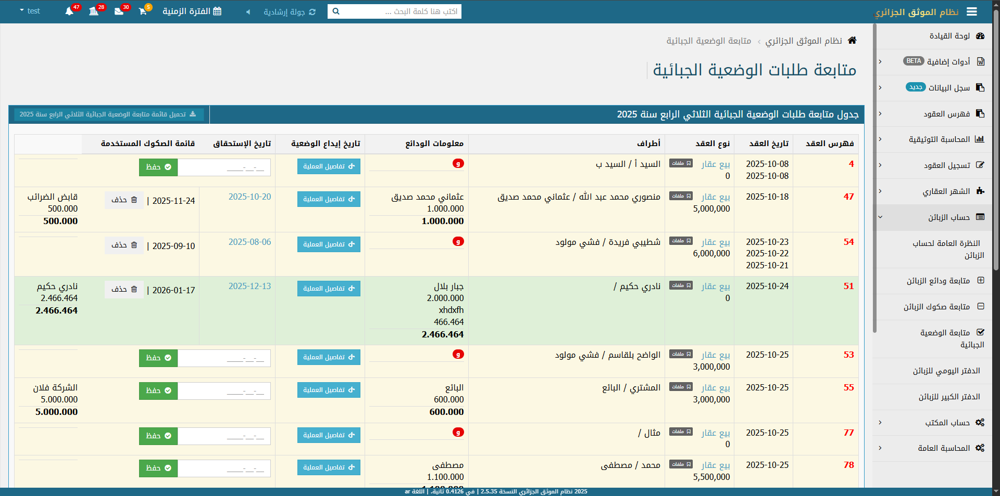 نظام الموثق الجزائري
اكتب هنا كلمة البحث ...
جولة إرشادية
الفترة الزمنية
5
30
28
47
test
لوحة القيادة
أدوات إضافية BETA
سجل البيانات جديد
فهرس العقود
المحاسبة التوثيقية
تسجيل العقود
الشهر العقاري
حساب الزبائن
النظرة العامة لحساب
الزبائن
متابعة ودائع الزبائن
متابعة صكوك الزبائن
متابعة الوضعية
الجبائية
الدفتر اليومي للزبائن
الدفتر الكبير للزبائن
حساب المكتب
المحاسبة العامة
نظام الموثق الجزائري › متابعة الوضعية الجبائية
متابعة طلبات الوضعية الجبائية
جدول متابعة طلبات الوضعية الجبائية الثلاثي الرابع سنة 2025
تحميل قائمة متابعة الوضعية الجبائية الثلاثي الرابع سنة 2025
فهرس العقد تاريخ العقد نوع العقد أطراف معلومات الودائع تاريخ إيداع الوضعية تاريخ الإستحقاق قائمة الصكوك المستخدمة
4 2025-10-08 بيع عقار ملفات السيد أ / السيد ب و تفاصيل العملية __-__-____ حفظ
2025-10-08 0
47 2025-10-18 بيع عقار ملفات منصوري محمد عبد الله / عثماني محمد صديق عثماني محمد صديق تفاصيل العملية 2025-10-20 2025-11-24 | حذف قابض الضرائب
5,000,000 1.000.000 500.000
1.000.000 500.000
54 2025-10-23 بيع عقار ملفات شطيبي فريدة / فشي مولود و تفاصيل العملية 2025-08-06 2025-09-10 | حذف
2025-10-22 6,000,000
2025-10-21
51 2025-10-24 بيع عقار ملفات نادري حكيم / جبار بلال تفاصيل العملية 2025-12-13 2026-01-17 | حذف نادري حكيم
0 2.000.000 2.466.464
xhdxfh 2.466.464
466.464
2.466.464
53 2025-10-25 بيع عقار ملفات الواضح بلقاسم / فشي مولود و تفاصيل العملية __-__-____ حفظ
3,000,000
55 2025-10-25 بيع عقار ملفات المشتري / البائع البائع تفاصيل العملية __-__-____ حفظ الشركة فلان
3,000,000 600.000 5.000.000
600.000 5.000.000
77 2025-10-25 بيع عقار ملفات مثال / و تفاصيل العملية __-__-____ حفظ
0
78 2025-10-25 بيع عقار ملفات محمد / مصطفى مصطفى تفاصيل العملية __-__-____ حفظ
5,500,000 1.100.000
1.100.000
2025 نظام الموثق الجزائري النسخة 2.5.35 | في 0.4126 ثانية. | اللغة ar